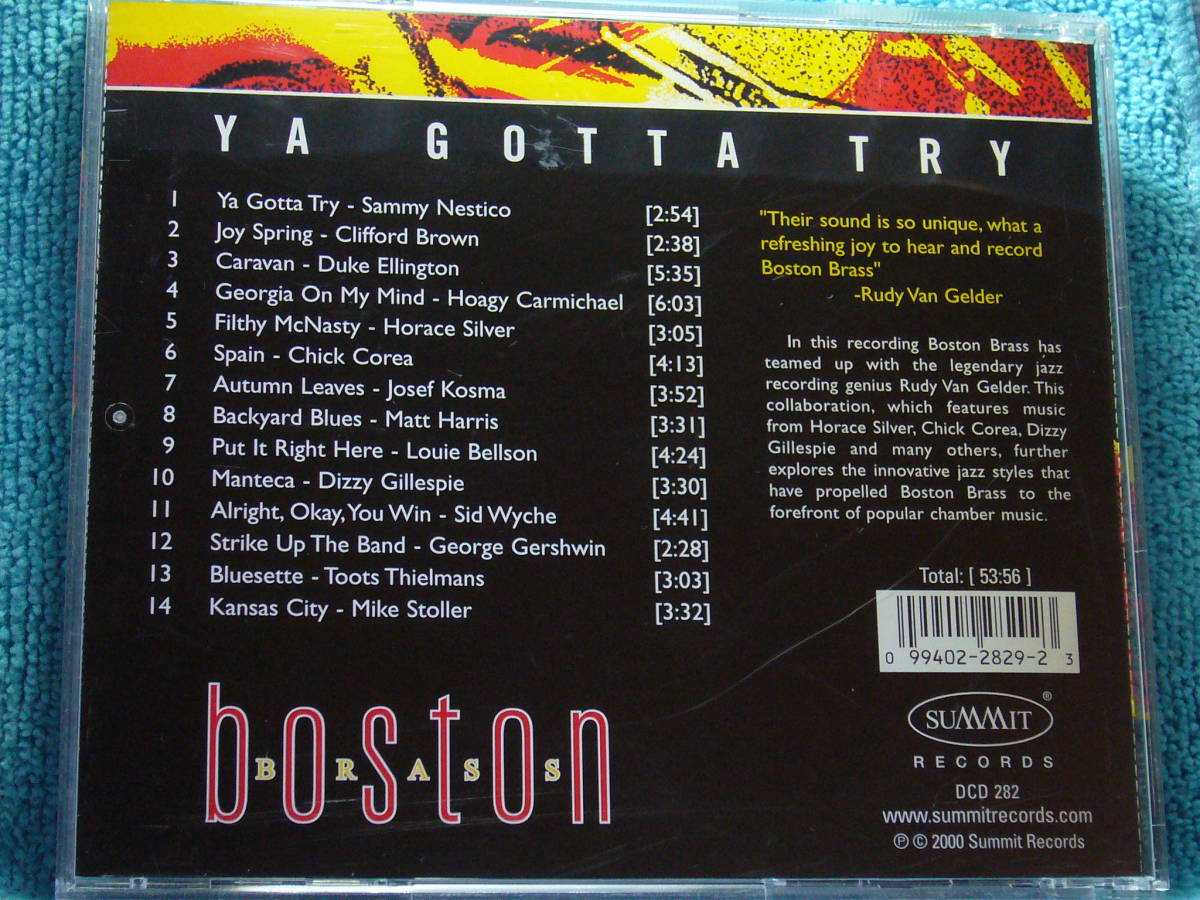 YA GOTTA TRY
1 Ya Gotta Try - Sammy Nestico [2:54]
2 Joy Spring - Clifford Brown [2:38]
3 Caravan - Duke Ellington [5:35]
4 Georgia On My Mind - Hoagy Carmichael [6:03]
5 Filthy McNasty - Horace Silver [3:05]
6 Spain - Chick Corea [4:13]
7 Autumn Leaves - Josef Kosma [3:52]
8 Backyard Blues - Matt Harris [3:31]
9 Put It Right Here - Louie Bellson [4:24]
10 Manteca - Dizzy Gillespie [3:30]
11 Alright, Okay, You Win - Sid Wyche [4:41]
12 Strike Up The Band - George Gershwin [2:28]
13 Bluesette - Toots Thielmans [3:03]
14 Kansas City - Mike Stoller [3:32]
"Their sound is so unique, what a
refreshing joy to hear and record
Boston Brass"
-Rudy Van Gelder
In this recording Boston Brass has
teamed up with the legendary jazz
recording genius Rudy Van Gelder. This
collaboration, which features music
from Horace Silver, Chick Corea, Dizzy
Gillespie and many others, further
explores the innovative jazz styles that
have propelled Boston Brass to the
forefront of popular chamber music.
Total: [ 53:56 ]
0 99402-2829-2 3
boston
BRASS
SUMMIT®
RECORDS
DCD 282
www.summitrecords.com
℗ © 2000 Summit Records